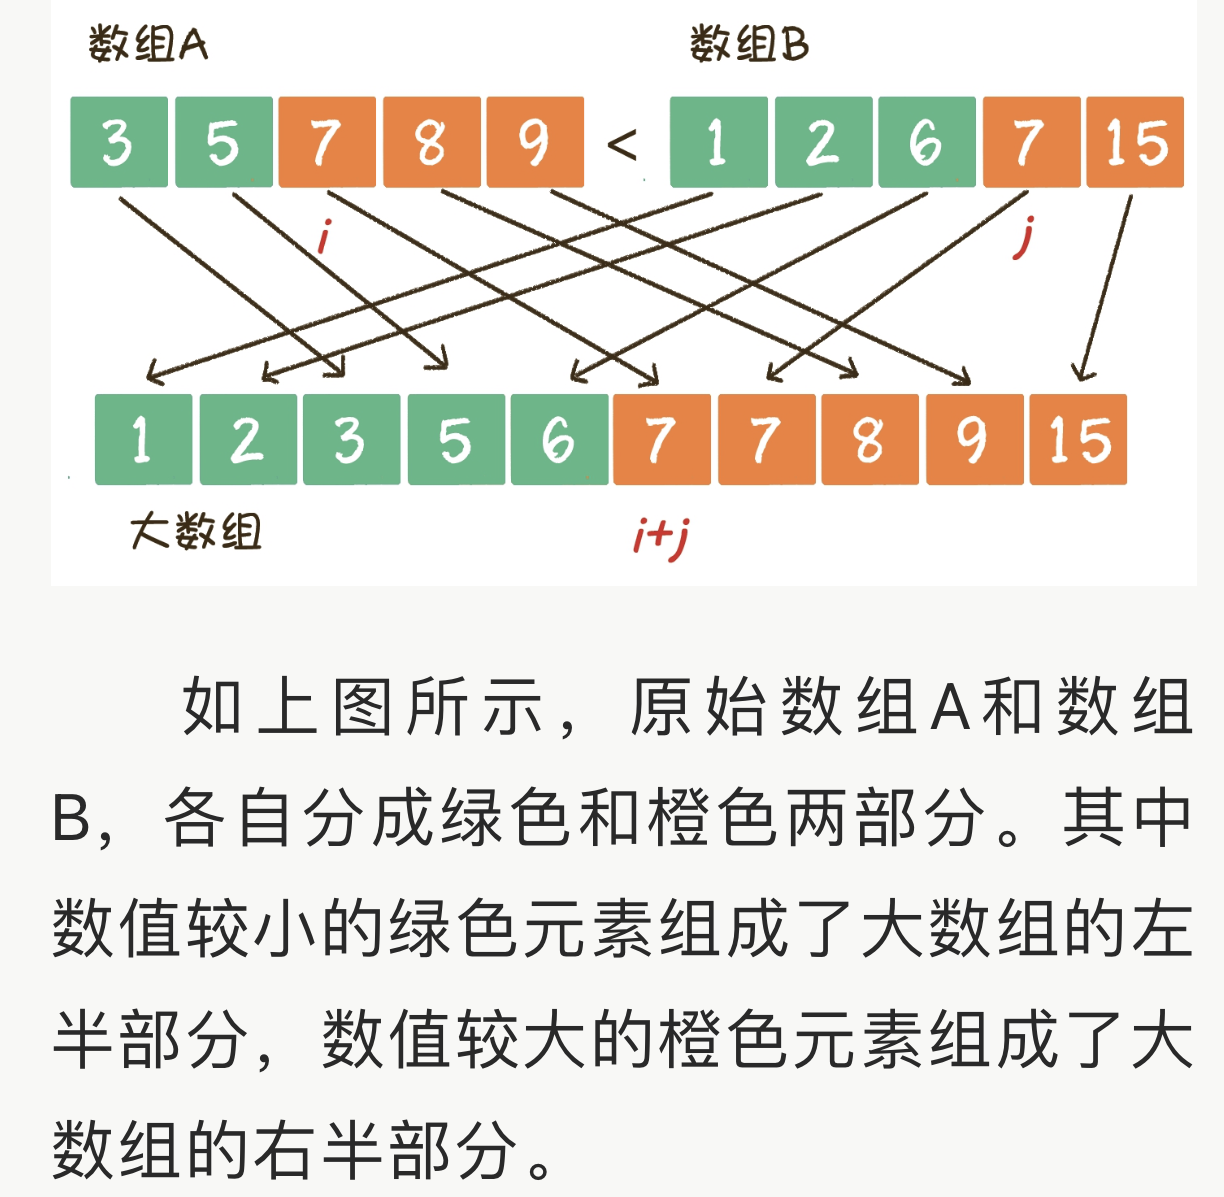 数组A 数组B
3 5 7 8 9 < 1 2 6 7 15
i j
1 2 3 5 6 7 7 8 9 15
大数组 i+j
如上图所示，原始数组A和数组
B，各自分成绿色和橙色两部分。其中
数值较小的绿色元素组成了大数组的左
半部分，数值较大的橙色元素组成了大
数组的右半部分。